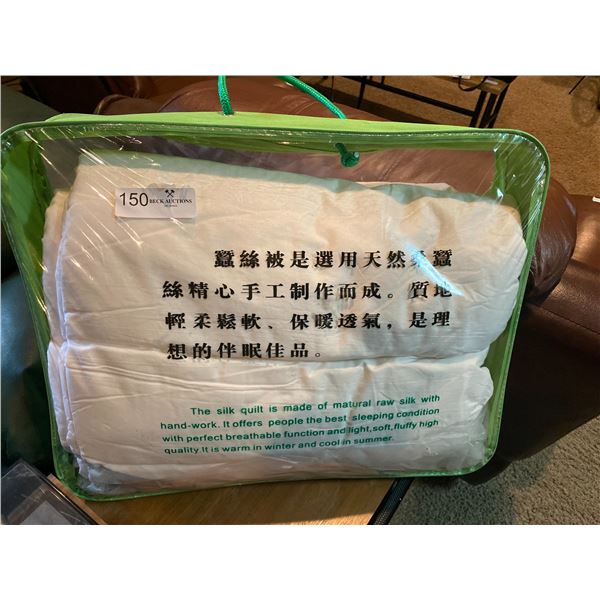 150 BECK AUCTIONS
蠶絲被是選用天然桑蠶
絲精心手工制作而成。質地
輕柔鬆軟、保暖透氣，是理
想的伴眠佳品。
The silk quilt is made of matural raw silk with
hand-work. It offers people the best sleeping condition
with perfect breathable function and light,soft,fluffy high
quality It is warm in winter and cool in summer.